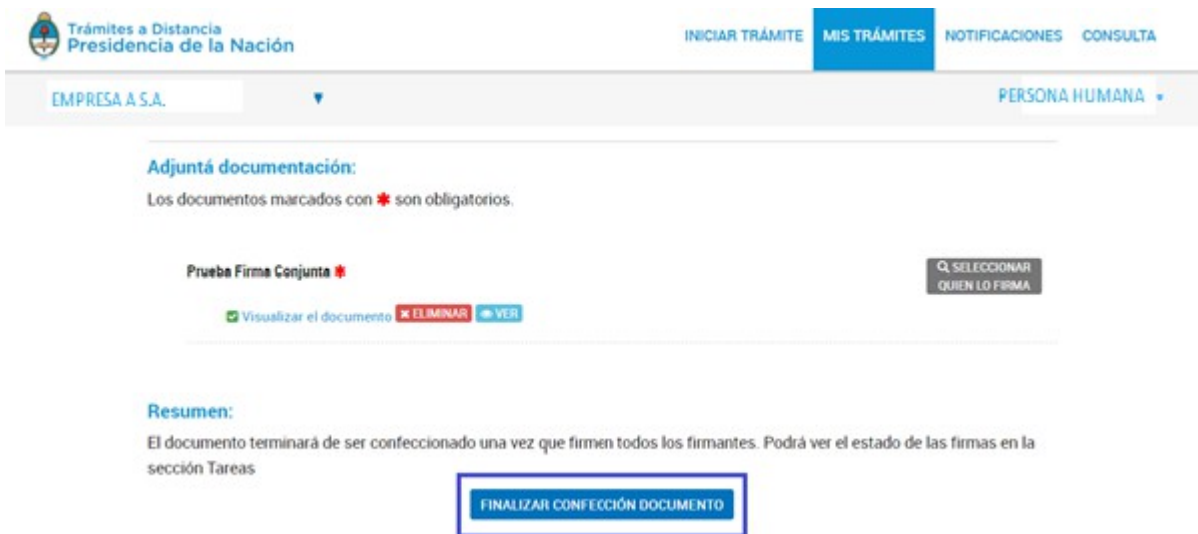 Trámites a Distancia
Presidencia de la Nación
INICIAR TRÁMITE MIS TRÁMITES NOTIFICACIONES CONSULTA
EMPRESA A S.A.
PERSONA HUMANA
Adjuntá documentación:
Los documentos marcados con * son obligatorios.
Prueba Firma Conjunta *
SELECCIONAR
QUIEN LO FIRMA
Visualizar el documento ELIMINAR VER
Resumen:
El documento terminará de ser confeccionado una vez que firmen todos los firmantes. Podrá ver el estado de las firmas en la
sección Tareas
FINALIZAR CONFECCIÓN DOCUMENTO